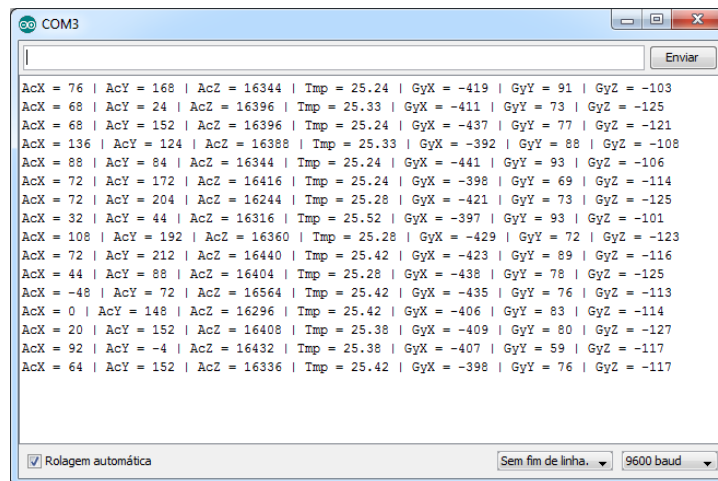 COM3
Enviar
AcX = 76 | AcY = 168 | AcZ = 16344 | Tmp = 25.24 | GyX = -419 | GyY = 91 | GyZ = -103
AcX = 68 | AcY = 24 | AcZ = 16396 | Tmp = 25.33 | GyX = -411 | GyY = 73 | GyZ = -125
AcX = 68 | AcY = 152 | AcZ = 16396 | Tmp = 25.24 | GyX = -437 | GyY = 77 | GyZ = -121
AcX = 136 | AcY = 124 | AcZ = 16388 | Tmp = 25.33 | GyX = -392 | GyY = 88 | GyZ = -108
AcX = 88 | AcY = 84 | AcZ = 16344 | Tmp = 25.24 | GyX = -441 | GyY = 93 | GyZ = -106
AcX = 72 | AcY = 172 | AcZ = 16416 | Tmp = 25.24 | GyX = -398 | GyY = 69 | GyZ = -114
AcX = 72 | AcY = 204 | AcZ = 16244 | Tmp = 25.28 | GyX = -421 | GyY = 73 | GyZ = -125
AcX = 32 | AcY = 44 | AcZ = 16316 | Tmp = 25.52 | GyX = -397 | GyY = 93 | GyZ = -101
AcX = 108 | AcY = 192 | AcZ = 16360 | Tmp = 25.28 | GyX = -429 | GyY = 72 | GyZ = -123
AcX = 72 | AcY = 212 | AcZ = 16440 | Tmp = 25.42 | GyX = -423 | GyY = 89 | GyZ = -116
AcX = 44 | AcY = 88 | AcZ = 16404 | Tmp = 25.28 | GyX = -438 | GyY = 78 | GyZ = -125
AcX = -48 | AcY = 72 | AcZ = 16564 | Tmp = 25.42 | GyX = -435 | GyY = 76 | GyZ = -113
AcX = 0 | AcY = 148 | AcZ = 16296 | Tmp = 25.42 | GyX = -406 | GyY = 83 | GyZ = -114
AcX = 20 | AcY = 152 | AcZ = 16408 | Tmp = 25.38 | GyX = -409 | GyY = 80 | GyZ = -127
AcX = 92 | AcY = -4 | AcZ = 16432 | Tmp = 25.38 | GyX = -407 | GyY = 59 | GyZ = -117
AcX = 64 | AcY = 152 | AcZ = 16336 | Tmp = 25.42 | GyX = -398 | GyY = 76 | GyZ = -117
Rolagem automática
Sem fim de linha.
9600 baud